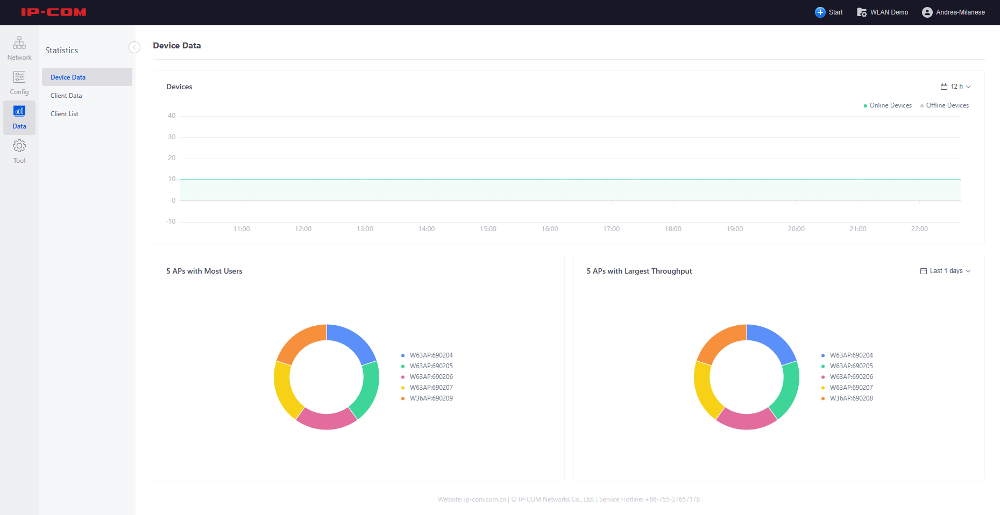 IP-COM
Start
WLAN Demo
Andrea-Milanese
Network
Config
Data
Tool
Statistics
Device Data
Client Data
Client List
Device Data
Devices
12 h
Online Devices
Offline Devices
40
30
20
10
0
-10
11:00
12:00
13:00
14:00
15:00
16:00
17:00
18:00
19:00
20:00
21:00
22:00
5 APs with Most Users
W63AP:690204
W63AP:690205
W63AP:690206
W63AP:690207
W36AP:690209
5 APs with Largest Throughput
Last 1 days
W63AP:690204
W63AP:690205
W63AP:690206
W63AP:690207
W36AP:690208
Website: ip-com.com.cn | © IP-COM Networks Co., Ltd. | Service Hotline: +86-755-27657178